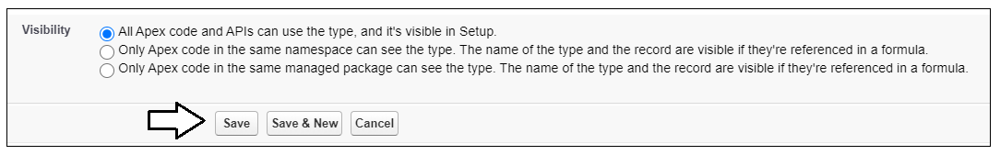 Visibility
All Apex code and APIs can use the type, and it's visible in Setup.
Only Apex code in the same namespace can see the type. The name of the type and the record are visible if they're referenced in a formula.
Only Apex code in the same managed package can see the type. The name of the type and the record are visible if they're referenced in a formula.
Save Save & New Cancel